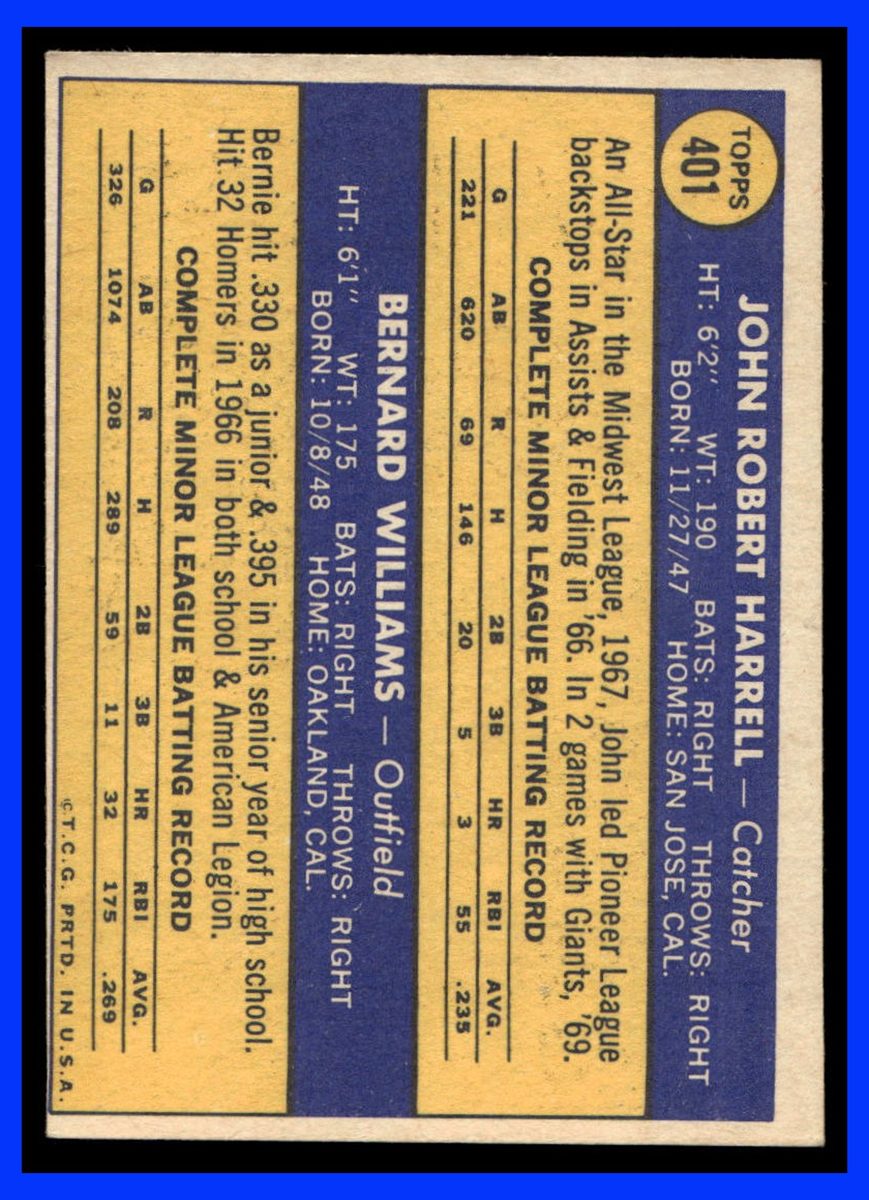 TOPPS
401
JOHN ROBERT HARRELL — Catcher
HT: 6'2" WT: 190 BATS: RIGHT THROWS: RIGHT
BORN: 11/27/47 HOME: SAN JOSE, CAL.
An All-Star in the Midwest League, 1967, John led Pioneer League
backstops in Assists & Fielding in '66. In 2 games with Giants, '69.
COMPLETE MINOR LEAGUE BATTING RECORD
G AB R H 2B 3B HR RBI AVG.
221 620 69 146 20 5 3 55 .235
BERNARD WILLIAMS — Outfield
HT: 6'1" WT: 175 BATS: RIGHT THROWS: RIGHT
BORN: 10/8/48 HOME: OAKLAND, CAL.
Bernie hit .330 as a junior & .395 in his senior year of high school.
Hit 32 Homers in 1966 in both school & American Legion.
COMPLETE MINOR LEAGUE BATTING RECORD
G AB R H 2B 3B HR RBI AVG.
326 1074 208 289 59 11 32 175 .269
©T.C.G. PRTD. IN U.S.A.